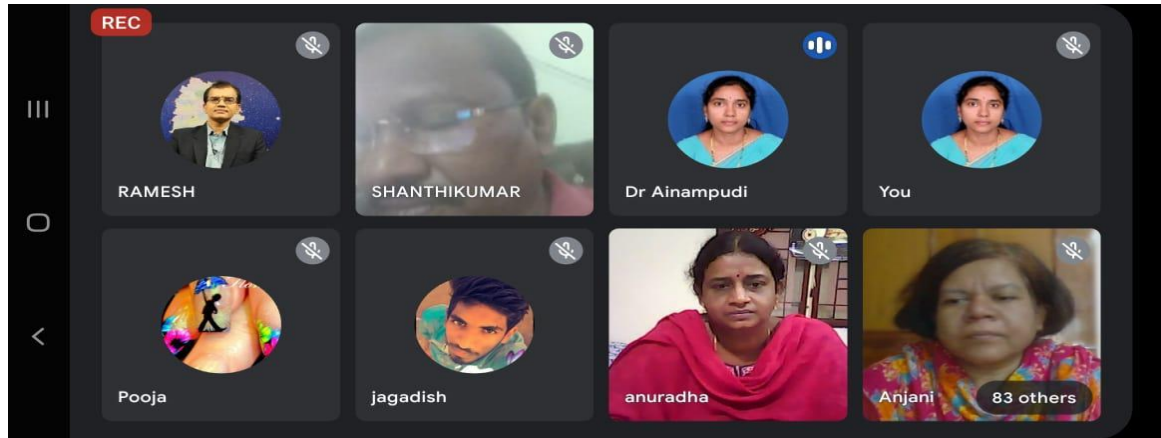 REC
RAMESH
SHANTHIKUMAR
Dr Ainampudi
You
Pooja
jagadish
anuradha
Anjani
83 others